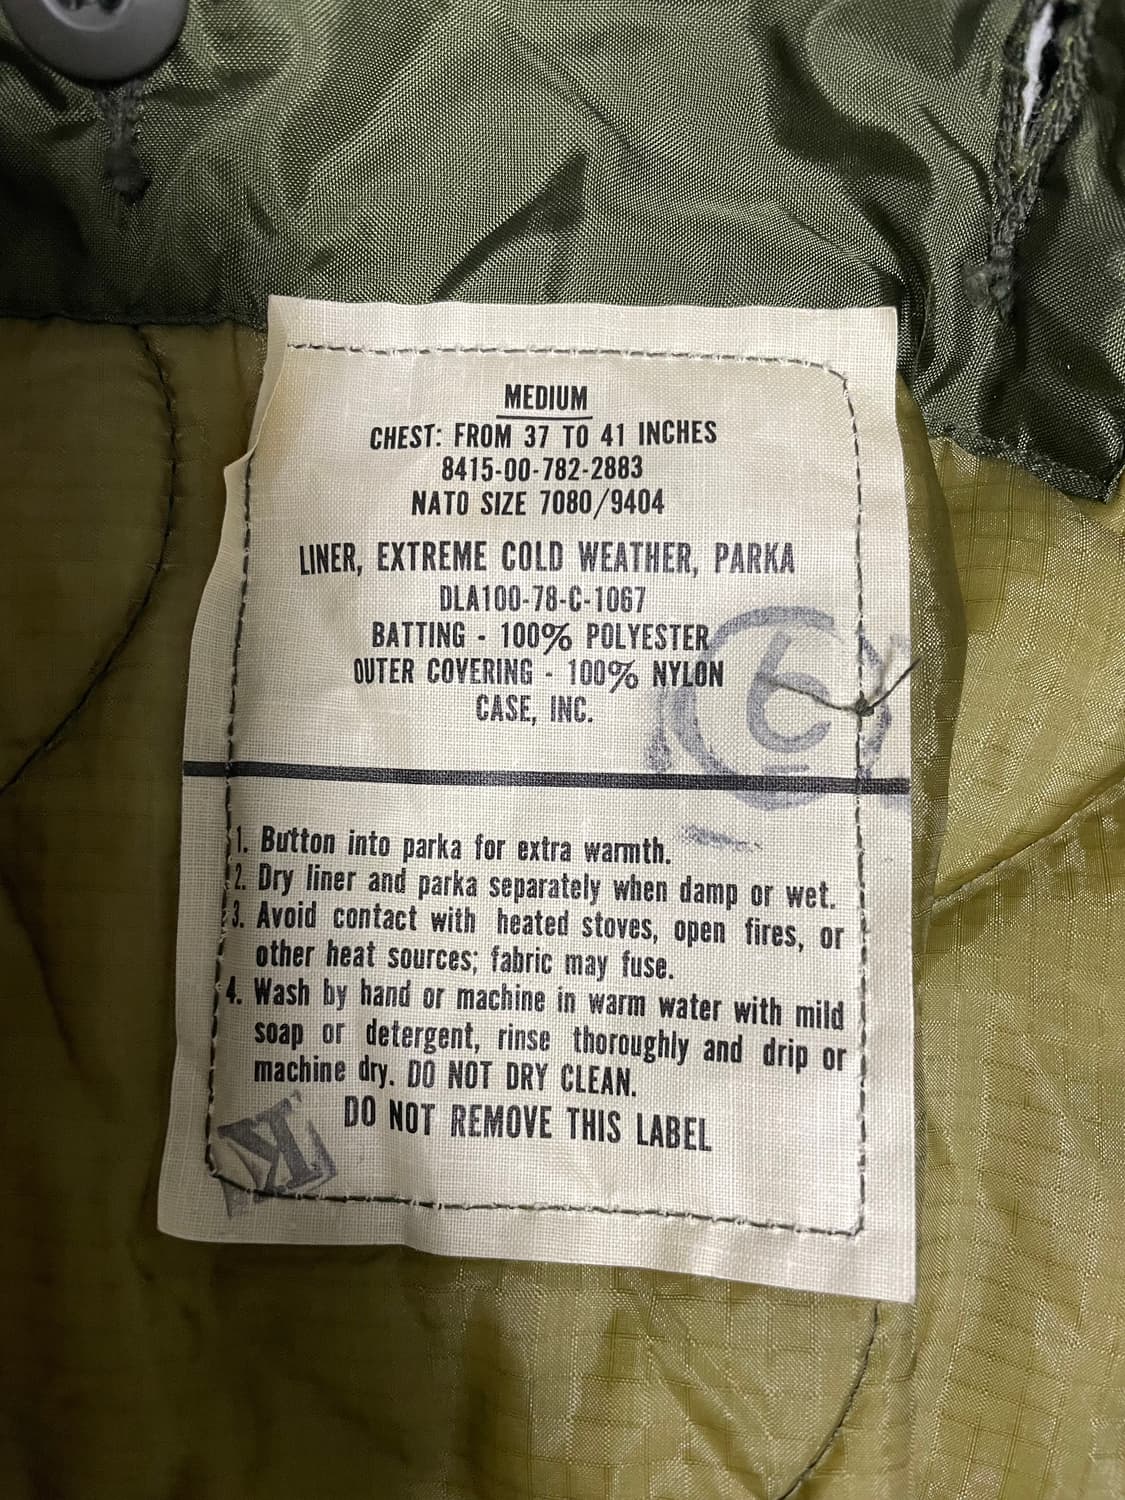 MEDIUM
CHEST: FROM 37 TO 41 INCHES
8415-00-782-2883
NATO SIZE 7080/9404
LINER, EXTREME COLD WEATHER, PARKA
DLA100-78-C-1067
BATTING - 100% POLYESTER
OUTER COVERING - 100% NYLON
CASE, INC.
1. Button into parka for extra warmth.
2. Dry liner and parka separately when damp or wet.
3. Avoid contact with heated stoves, open fires, or
other heat sources; fabric may fuse.
4. Wash by hand or machine in warm water with mild
soap or detergent, rinse thoroughly and drip or
machine dry. DO NOT DRY CLEAN.
DO NOT REMOVE THIS LABEL
K